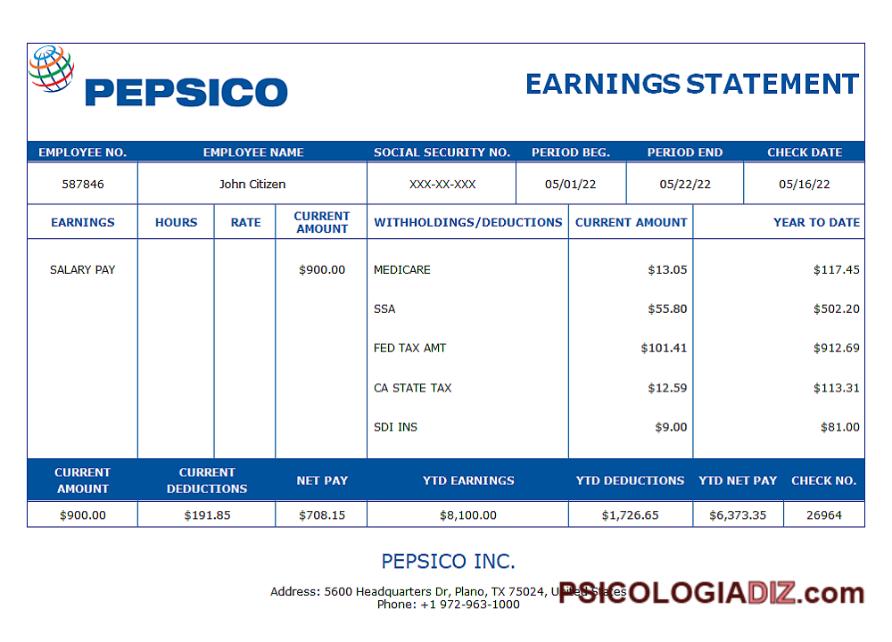 PEPSICO
EARNINGS STATEMENT
EMPLOYEE NO. EMPLOYEE NAME SOCIAL SECURITY NO. PERIOD BEG. PERIOD END CHECK DATE
587846 John Citizen XXX-XX-XXX 05/01/22 05/22/22 05/16/22
EARNINGS HOURS RATE CURRENT AMOUNT WITHHOLDINGS/DEDUCTIONS CURRENT AMOUNT YEAR TO DATE
SALARY PAY $900.00 MEDICARE $13.05 $117.45
SSA $55.80 $502.20
FED TAX AMT $101.41 $912.69
CA STATE TAX $12.59 $113.31
SDI INS $9.00 $81.00
CURRENT AMOUNT CURRENT DEDUCTIONS NET PAY YTD EARNINGS YTD DEDUCTIONS YTD NET PAY CHECK NO.
$900.00 $191.85 $708.15 $8,100.00 $1,726.65 $6,373.35 26964
PEPSICO INC.
Address: 5600 Headquarters Dr, Plano, TX 75024, United States
Phone: +1 972-963-1000
PSICOLOGIADIZ.com